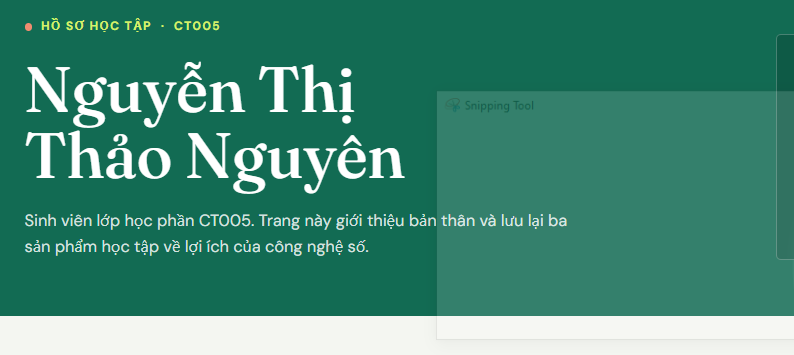 HỒ SƠ HỌC TẬP · CT005
Nguyễn Thị
Thảo Nguyên
Snipping Tool
Sinh viên lớp học phần CT005. Trang này giới thiệu bản thân và lưu lại ba
sản phẩm học tập về lợi ích của công nghệ số.